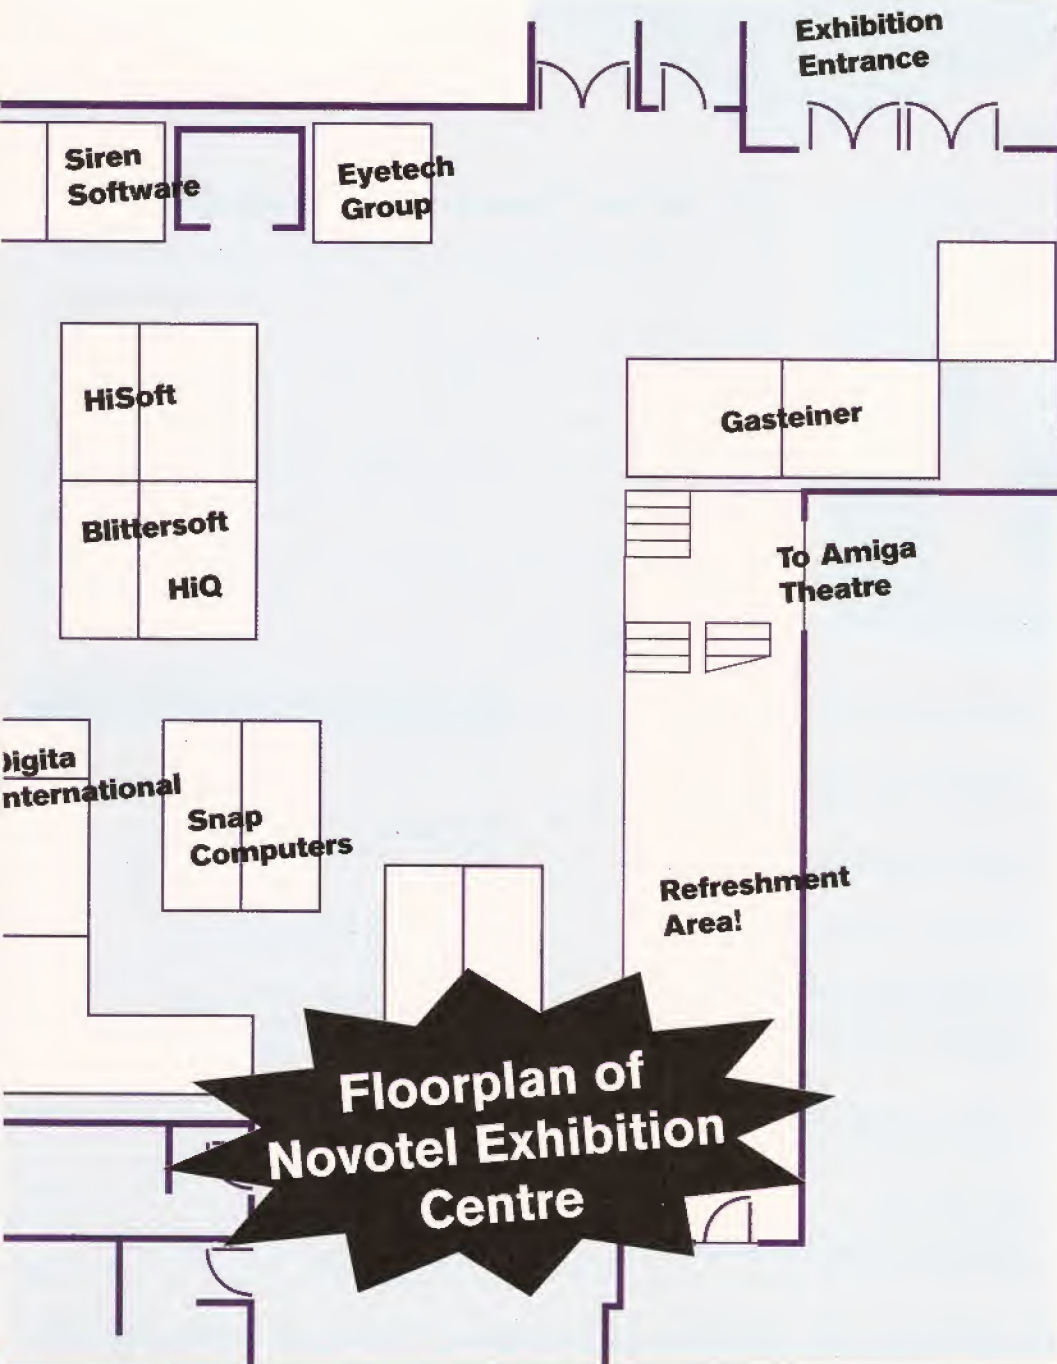 Exhibition
Entrance
Siren
Software
Eyetech
Group
HiSoft
Gasteiner
Blittersoft
HiQ
To Amiga
Theatre
igita
nternational
Snap
Computers
Refreshment
Area!
Floorplan of
Novotel Exhibition
Centre